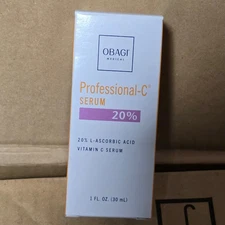 OBAGI
MEDICAL
Professional-C®
SERUM
20%
20% L-ASCORBIC ACID
VITAMIN C SERUM
1 FL. OZ. (30 mL)